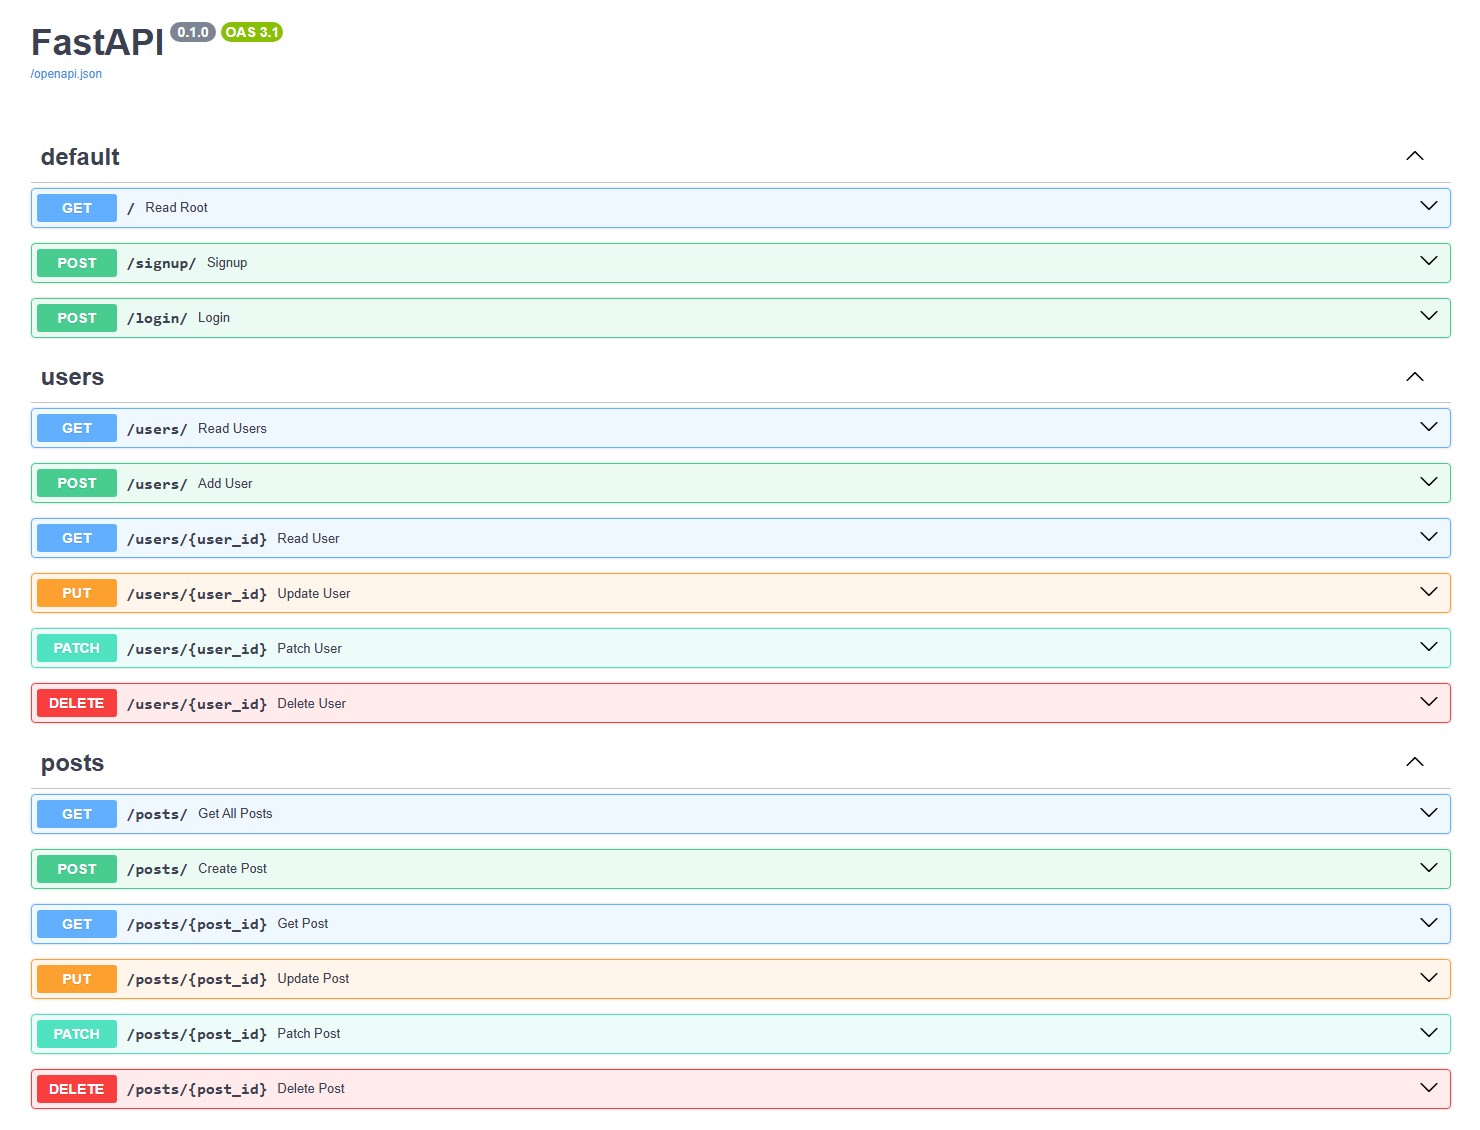 FastAPI 0.1.0 OAS 3.1
/openapi.json
default
GET / Read Root
POST /signup/ Signup
POST /login/ Login
users
GET /users/ Read Users
POST /users/ Add User
GET /users/{user_id} Read User
PUT /users/{user_id} Update User
PATCH /users/{user_id} Patch User
DELETE /users/{user_id} Delete User
posts
GET /posts/ Get All Posts
POST /posts/ Create Post
GET /posts/{post_id} Get Post
PUT /posts/{post_id} Update Post
PATCH /posts/{post_id} Patch Post
DELETE /posts/{post_id} Delete Post